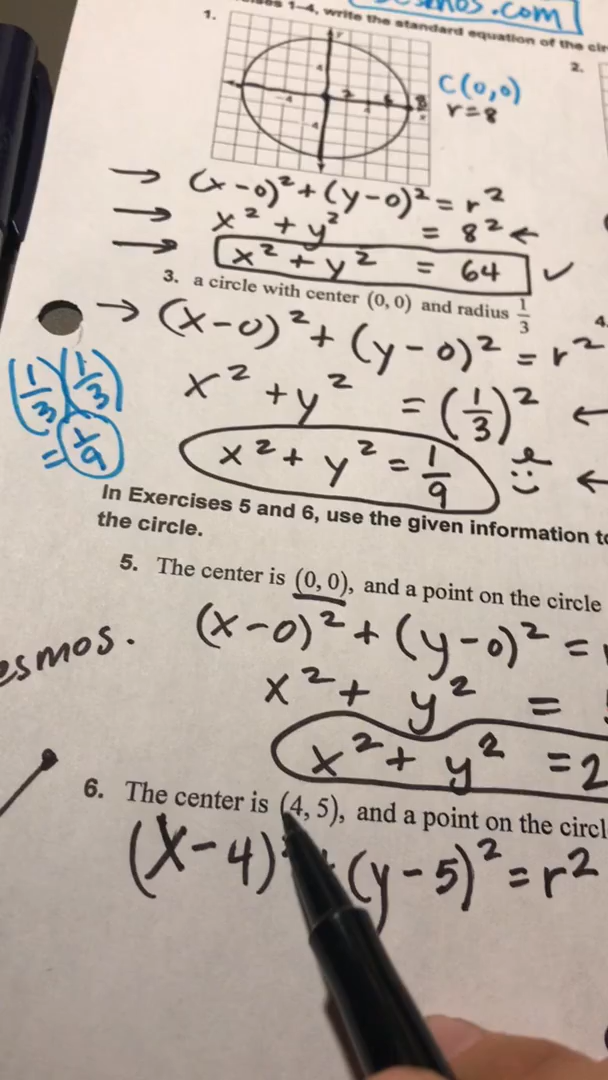 1–4, write the standard equation of the cir
smos.com
1.
2.
C(0,0)
r=8
→ (x-0)² + (y-0)² = r²
→ x² + y² = 8² ←
→ x² + y² = 64 ✓
3. a circle with center (0, 0) and radius 1/3
4.
→ (x-0)² + (y-0)² = r²
(1/3)(1/3)
= 1/9
x² + y² = (1/3)² ←
x² + y² = 1/9 ←
In Exercises 5 and 6, use the given information to
the circle.
5. The center is (0, 0), and a point on the circle
(x-0)² + (y-0)² =
esmos.
x² + y² =
x² + y² = 2
6. The center is (4, 5), and a point on the circl
(x-4) (y-5)² = r²